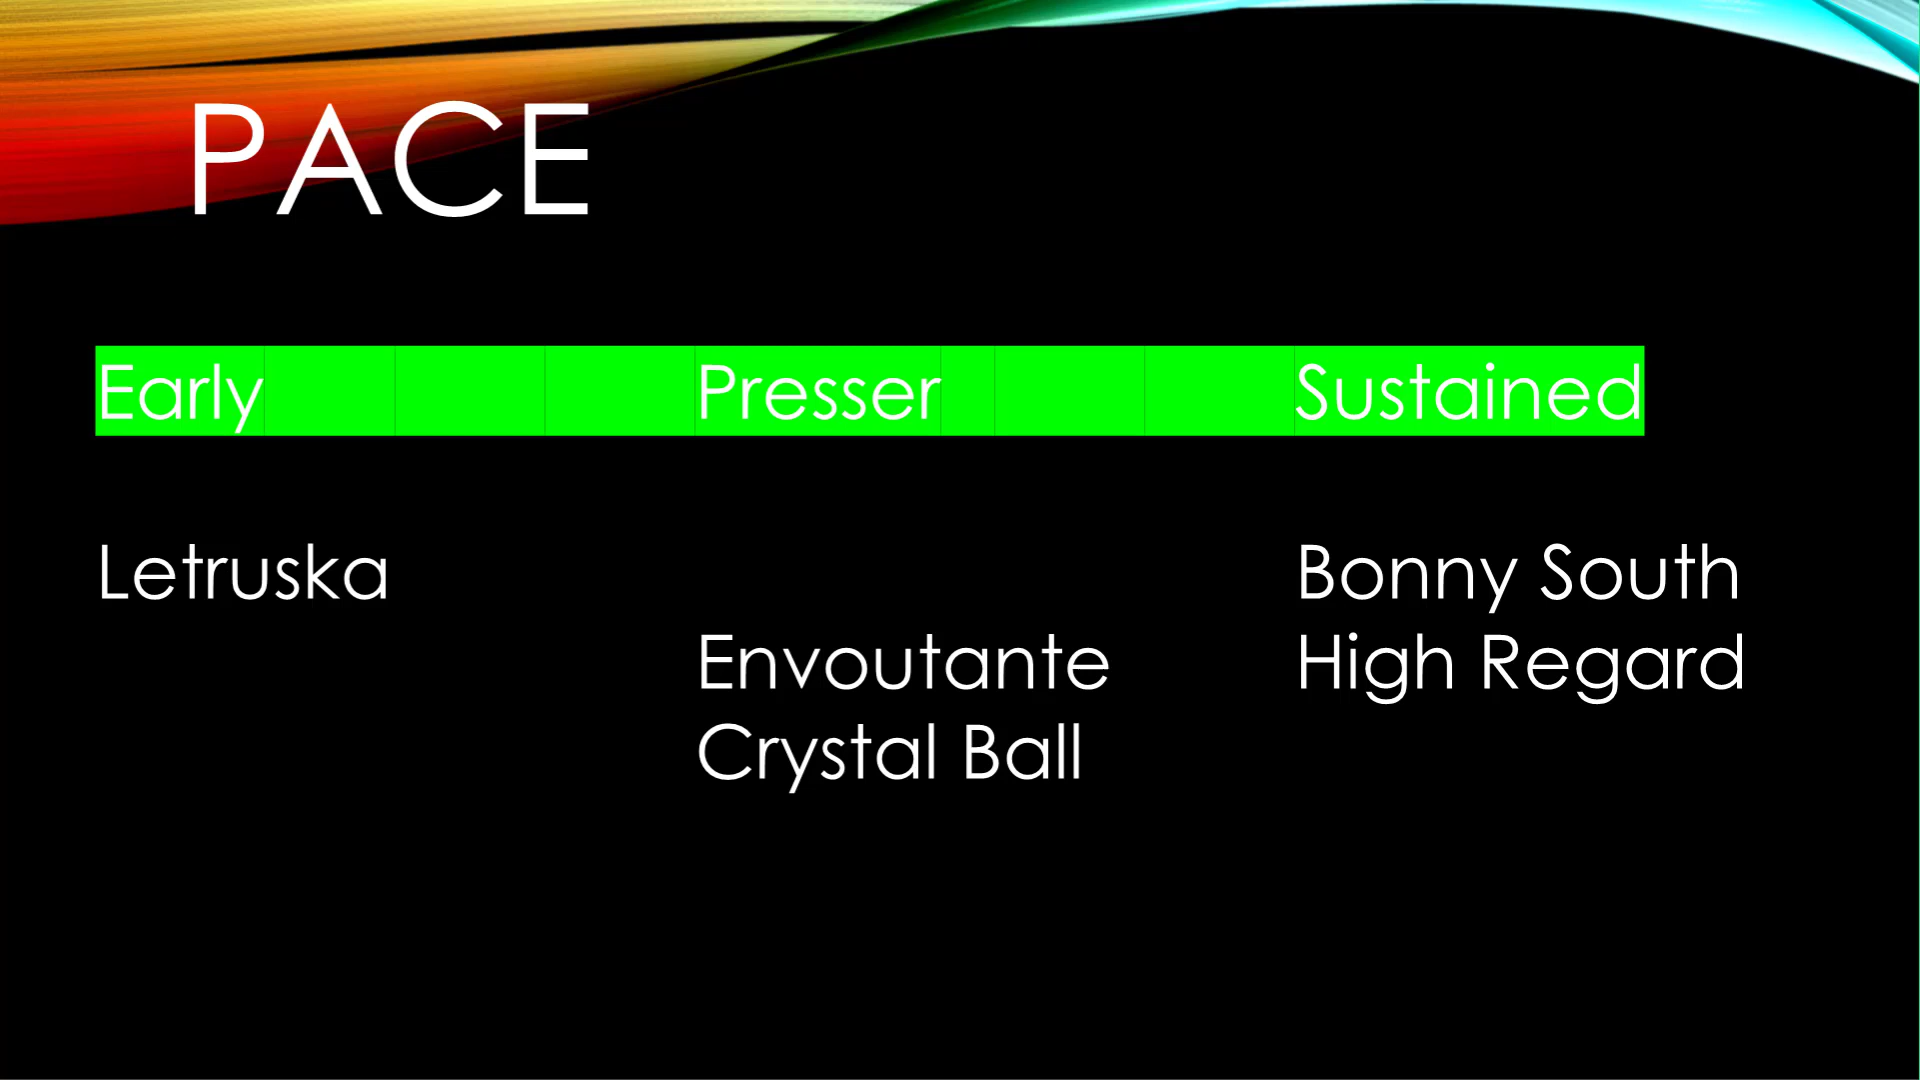 PACE
Early Presser Sustained
Letruska Bonny South
Envoutante High Regard
Crystal Ball